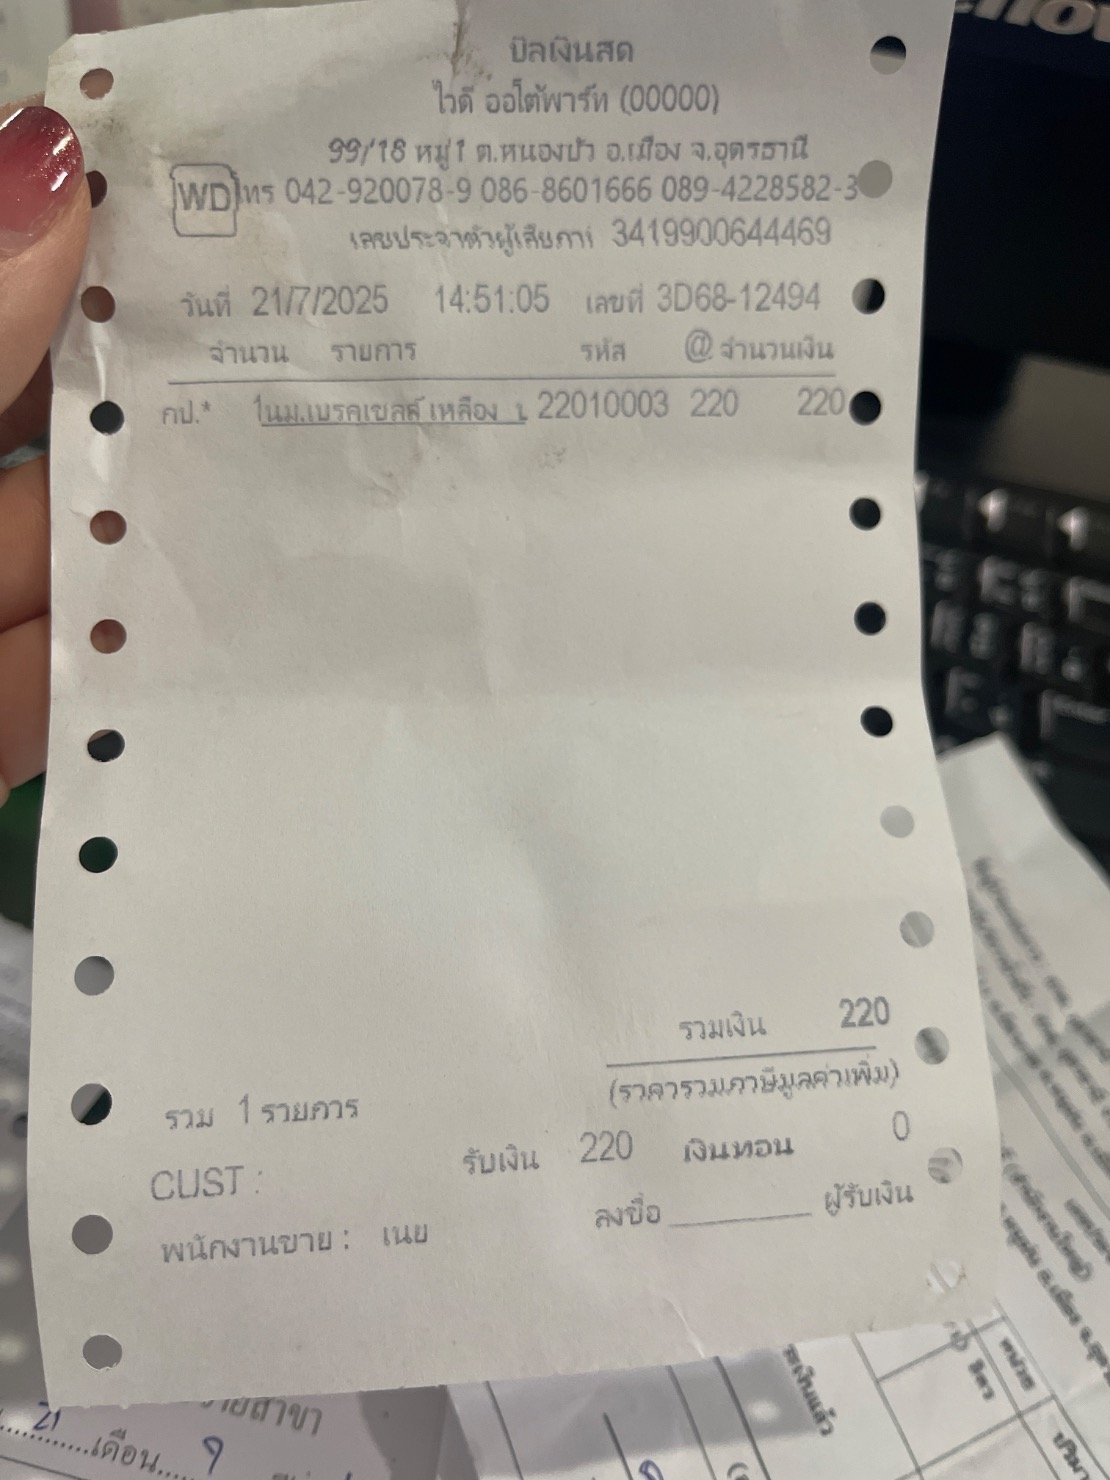 บิลเงินสด
ไวดี ออโต้พาร์ท (00000)
99/18 หมู่1 ต.หนองบัว อ.เมือง จ.อุดรธานี
WD โทร 042-920078-9 086-8601666 089-4228582-3
เลขประจำตัวผู้เสียภาษี 3419900644469
วันที่ 21/7/2025 14:51:05 เลขที่ 3D68-12494
จำนวน รายการ รหัส @ จำนวนเงิน
กป.* 1นม.เบรคเชลล์ เหลือง 22010003 220 220
รวมเงิน 220
(ราคารวมภาษีมูลค่าเพิ่ม)
รวม 1 รายการ
รับเงิน 220 เงินทอน 0
CUST :
ลงชื่อ ผู้รับเงิน
พนักงานขาย : เนย
21 เดือน
หน่วย